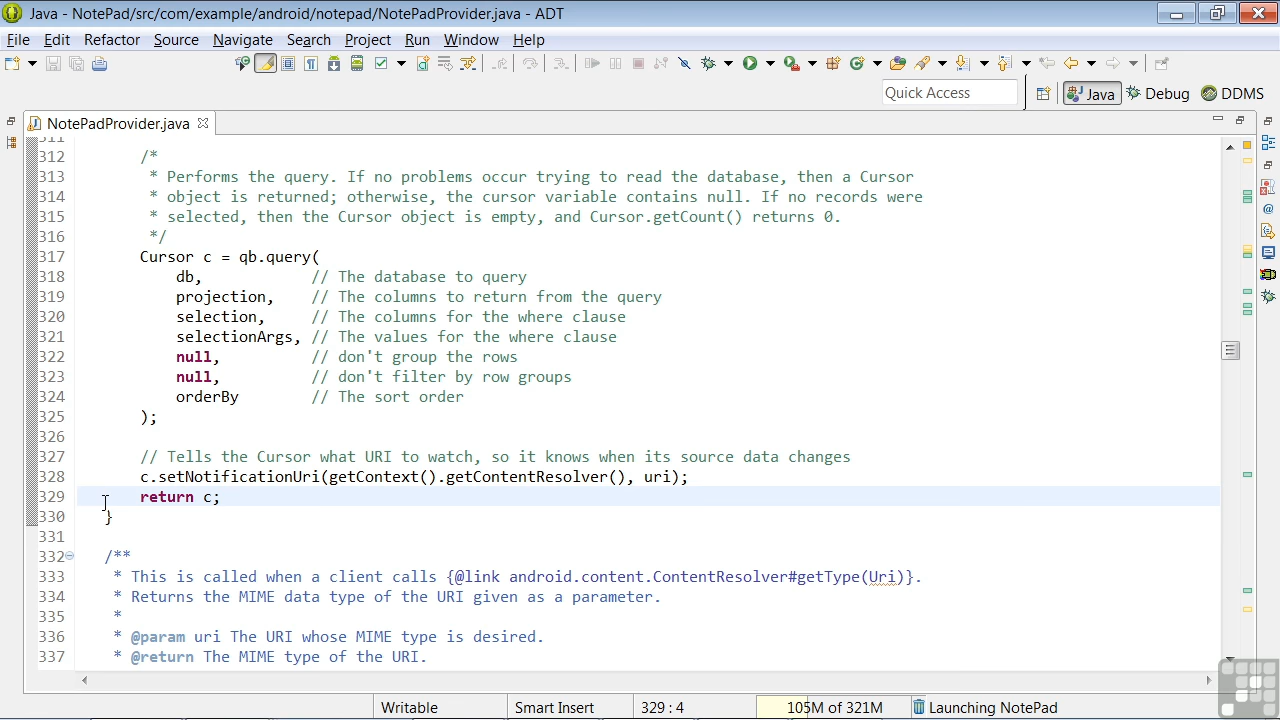 Java - NotePad/src/com/example/android/notepad/NotePadProvider.java - ADT
File Edit Refactor Source Navigate Search Project Run Window Help
Quick Access Java Debug DDMS
NotePadProvider.java
311
312 /*
313 * Performs the query. If no problems occur trying to read the database, then a Cursor
314 * object is returned; otherwise, the cursor variable contains null. If no records were
315 * selected, then the Cursor object is empty, and Cursor.getCount() returns 0.
316 */
317 Cursor c = qb.query(
318 db, // The database to query
319 projection, // The columns to return from the query
320 selection, // The columns for the where clause
321 selectionArgs, // The values for the where clause
322 null, // don't group the rows
323 null, // don't filter by row groups
324 orderBy // The sort order
325 );
326
327 // Tells the Cursor what URI to watch, so it knows when its source data changes
328 c.setNotificationUri(getContext().getContentResolver(), uri);
329 return c;
330 }
331
332 /**
333 * This is called when a client calls {@link android.content.ContentResolver#getType(Uri)}.
334 * Returns the MIME data type of the URI given as a parameter.
335 *
336 * @param uri The URI whose MIME type is desired.
337 * @return The MIME type of the URI.
Writable Smart Insert 329 : 4 105M of 321M Launching NotePad